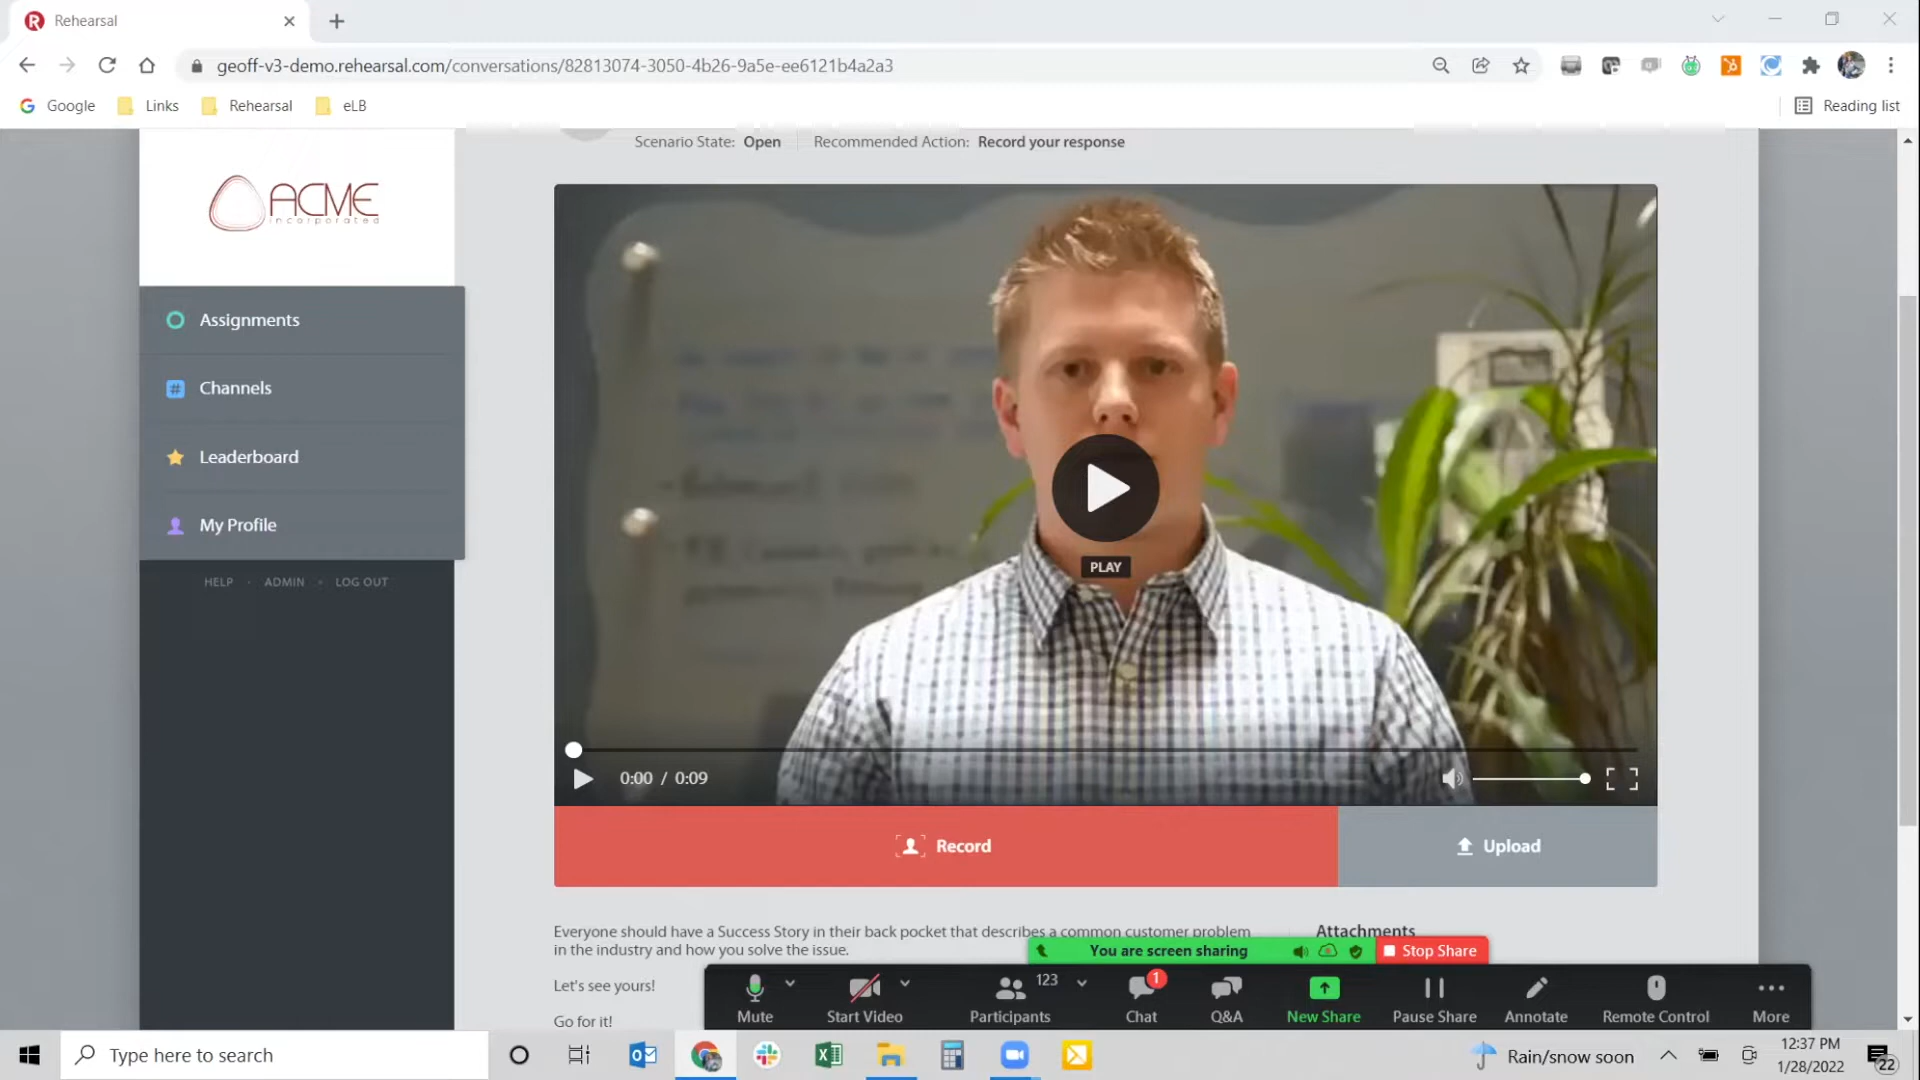 Rehearsal
geoff-v3-demo.rehearsal.com/conversations/82813074-3050-4b26-9a5e-ee6121b4a2a3
Google
Links
Rehearsal
eLB
Reading list
Scenario State: Open
Recommended Action: Record your response
ACME
incorporated
Assignments
Channels
Leaderboard
My Profile
HELP · ADMIN · LOG OUT
PLAY
0:00 / 0:09
Record
Upload
Everyone should have a Success Story in their back pocket that describes a common customer problem
in the industry and how you solve the issue.
Let's see yours!
Go for it!
Attachments
You are screen sharing
Stop Share
Mute
Start Video
Participants
123
Chat
1
Q&A
New Share
Pause Share
Annotate
Remote Control
More
Type here to search
Rain/snow soon
12:37 PM
1/28/2022
22